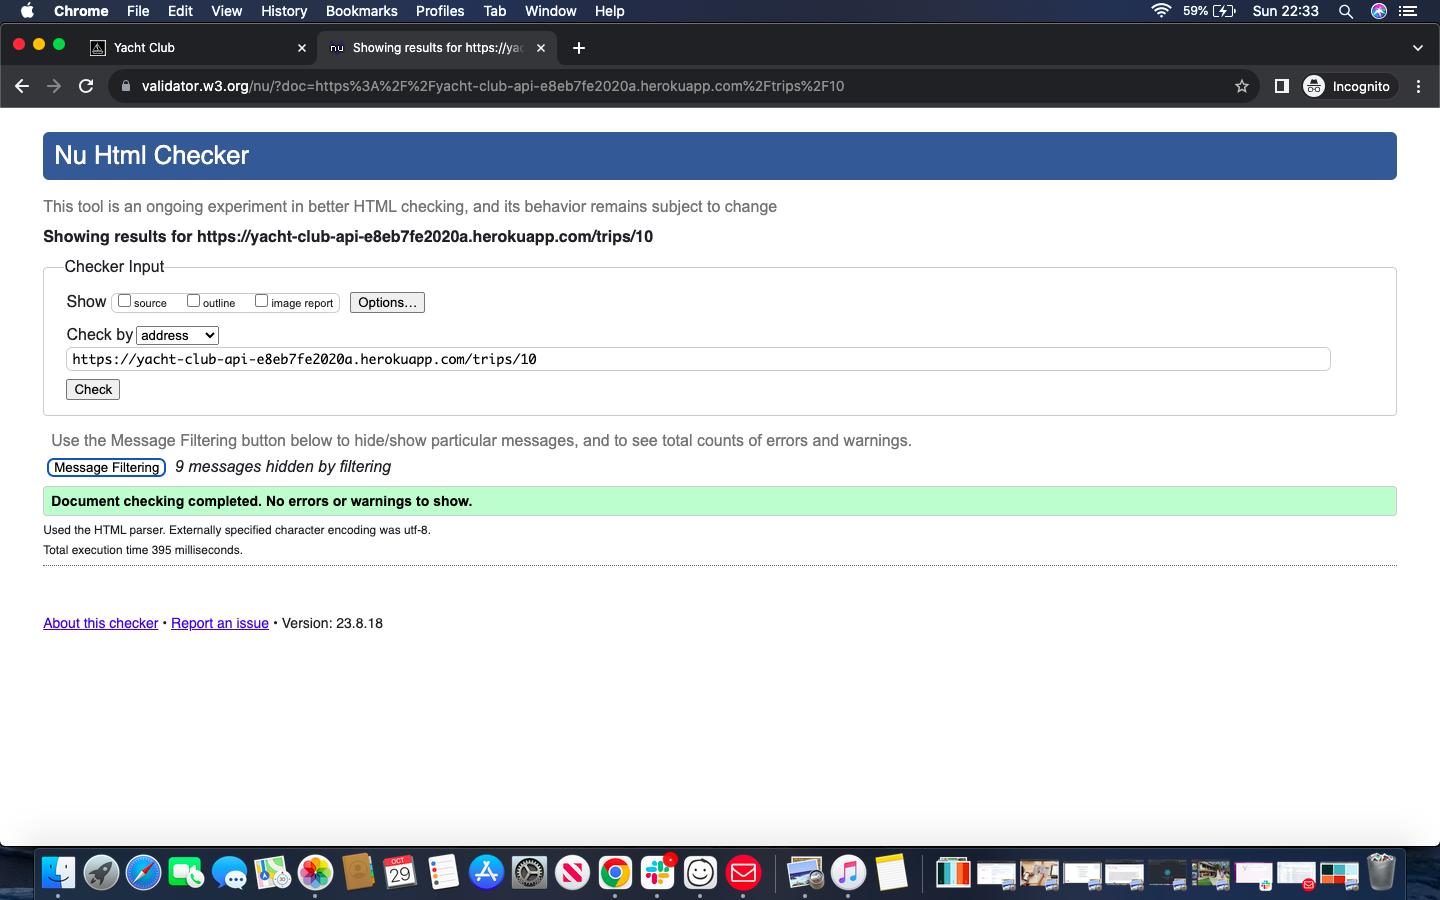 Chrome File Edit View History Bookmarks Profiles Tab Window Help 59% Sun 22:33
Yacht Club
nu Showing results for https://yac
validator.w3.org/nu/?doc=https%3A%2F%2Fyacht-club-api-e8eb7fe2020a.herokuapp.com%2Ftrips%2F10 Incognito
Nu Html Checker
This tool is an ongoing experiment in better HTML checking, and its behavior remains subject to change
Showing results for https://yacht-club-api-e8eb7fe2020a.herokuapp.com/trips/10
Checker Input
Show source outline image report Options...
Check by address
https://yacht-club-api-e8eb7fe2020a.herokuapp.com/trips/10
Check
Use the Message Filtering button below to hide/show particular messages, and to see total counts of errors and warnings.
Message Filtering 9 messages hidden by filtering
Document checking completed. No errors or warnings to show.
Used the HTML parser. Externally specified character encoding was utf-8.
Total execution time 395 milliseconds.
About this checker • Report an issue • Version: 23.8.18
OCT
29